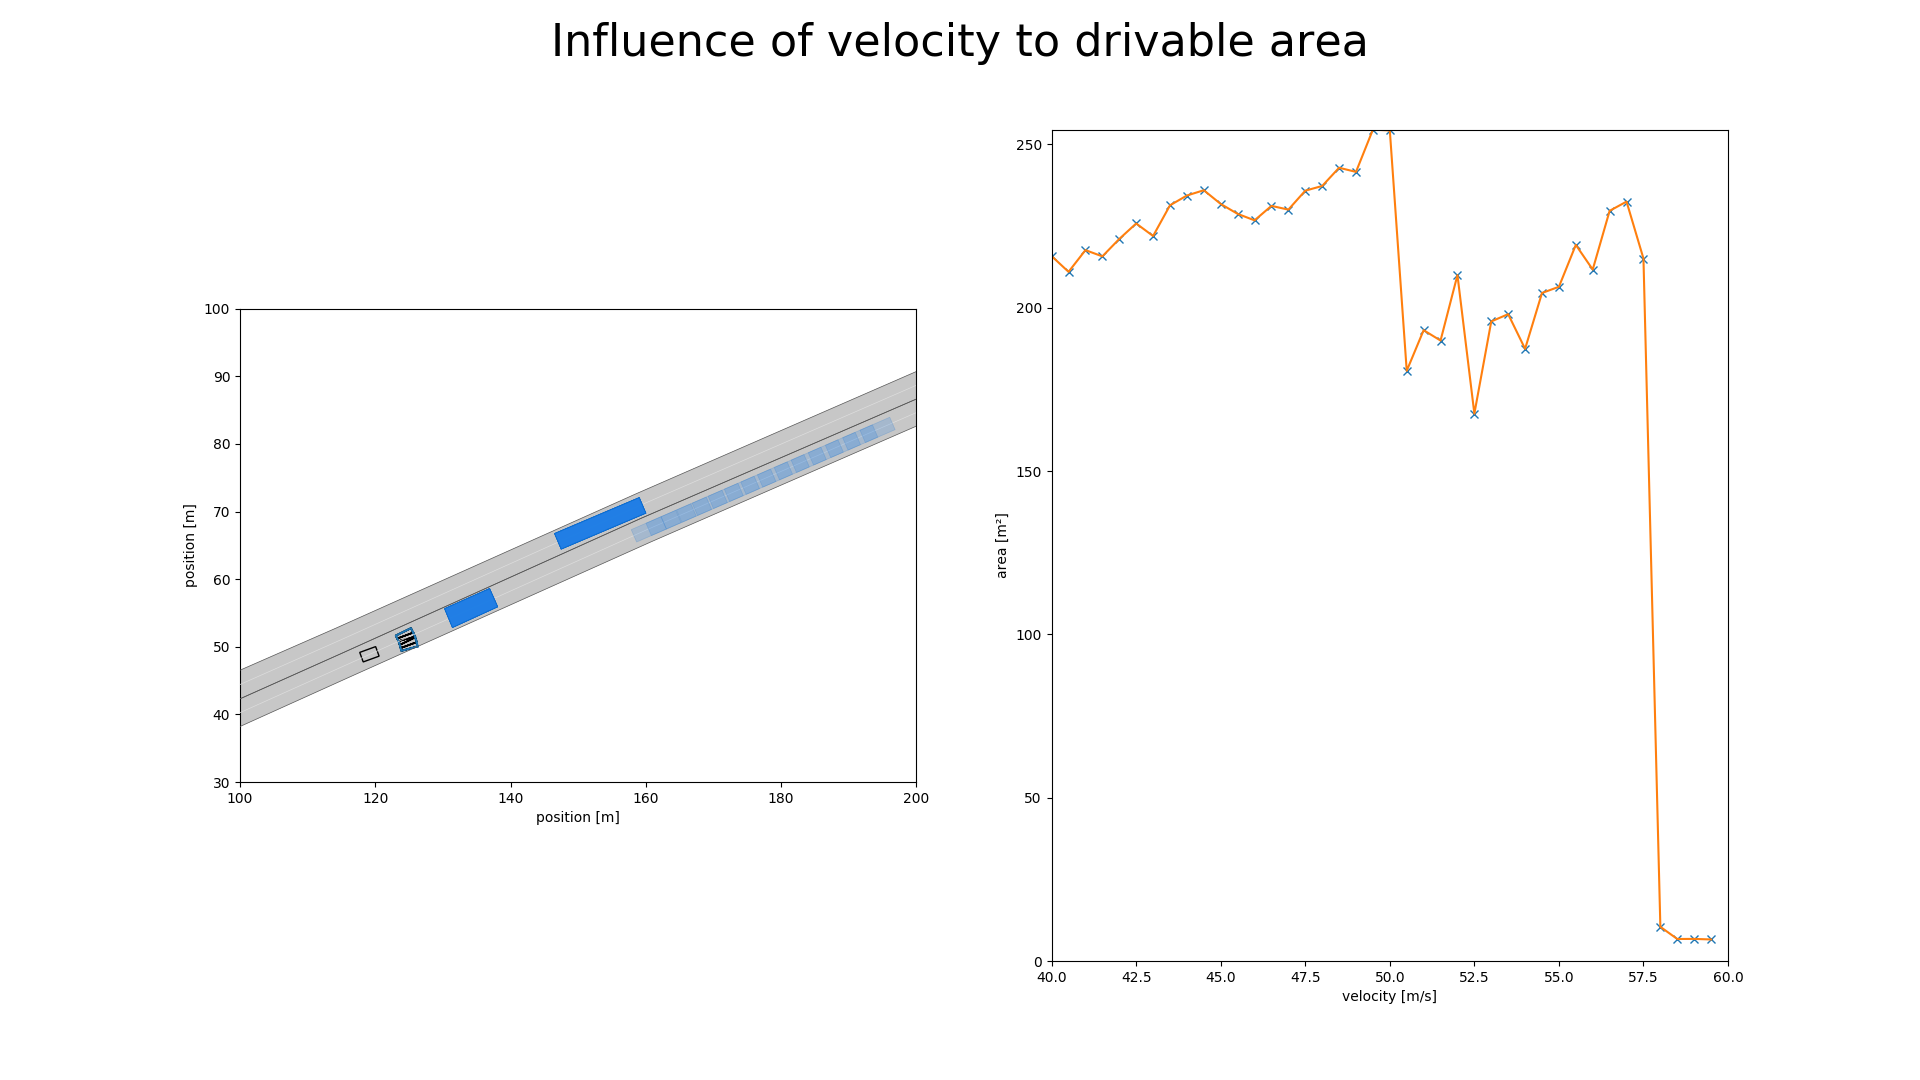 Influence of velocity to drivable area
100
90
80
70
60
50
40
30
position [m]
100 120 140 160 180 200
position [m]
250
200
150
100
50
0
area [m²]
40.0 42.5 45.0 47.5 50.0 52.5 55.0 57.5 60.0
velocity [m/s]